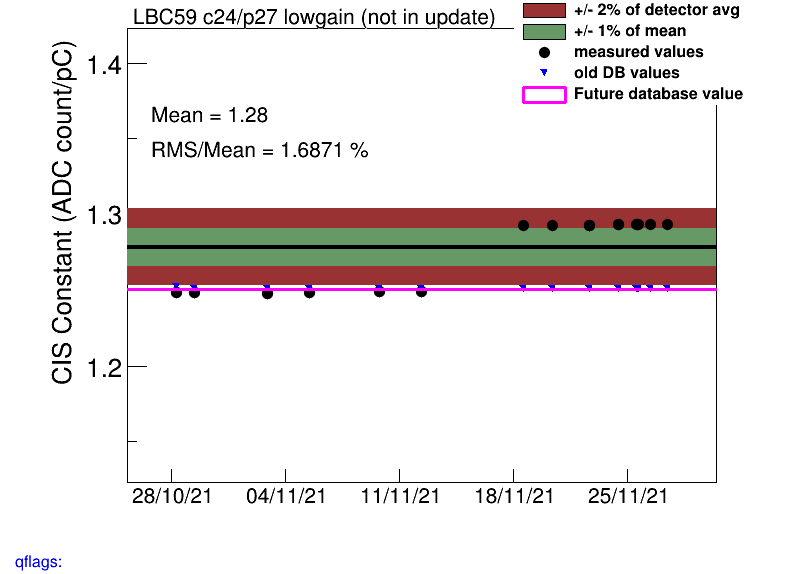 LBC59 c24/p27 lowgain (not in update)
+/- 2% of detector avg
+/- 1% of mean
measured values
old DB values
Future database value
Mean = 1.28
RMS/Mean = 1.6871 %
CIS Constant (ADC count/pC)
1.4
1.3
1.2
28/10/21 04/11/21 11/11/21 18/11/21 25/11/21
qflags: